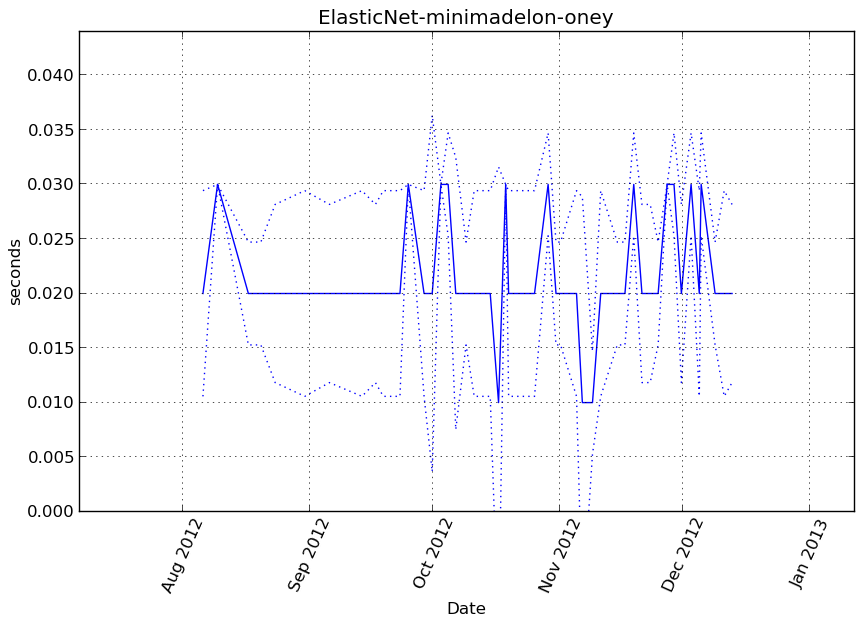 ElasticNet-minimadelon-oney
0.040
0.035
0.030
0.025
0.020
0.015
0.010
0.005
0.000
seconds
Aug 2012
Sep 2012
Oct 2012
Nov 2012
Dec 2012
Jan 2013
Date